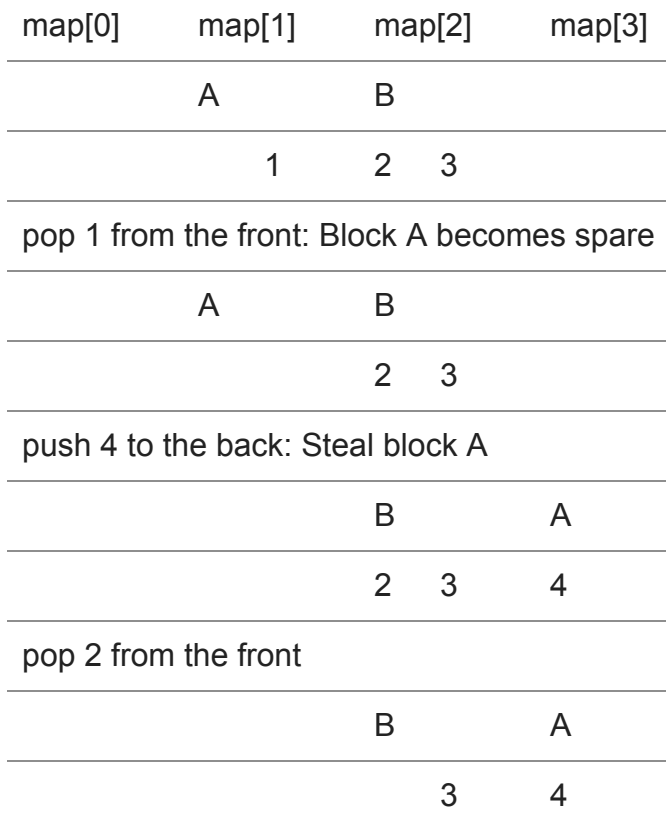 map[0] map[1] map[2] map[3]
A B
1 2 3
pop 1 from the front: Block A becomes spare
A B
2 3
push 4 to the back: Steal block A
B A
2 3 4
pop 2 from the front
B A
3 4